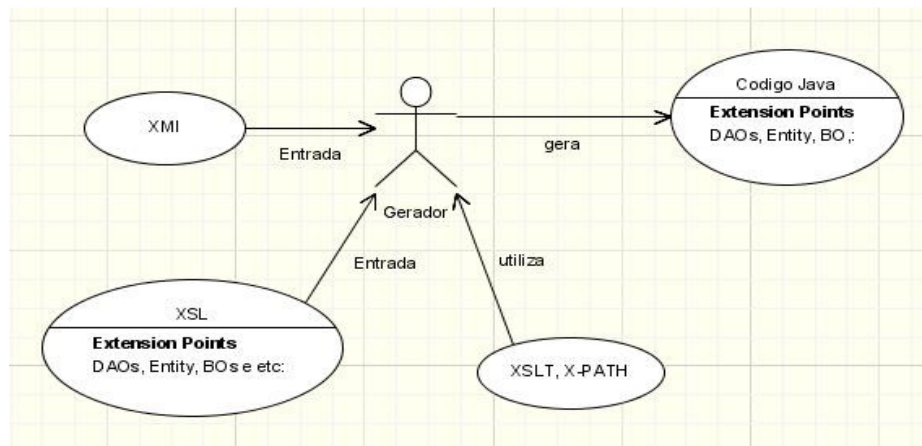 Codigo Java
Extension Points
DAOs, Entity, BO,:
XMI
Entrada
gera
Gerador
Entrada
utiliza
XSL
Extension Points
DAOs, Entity, BOs e etc:
XSLT, X-PATH